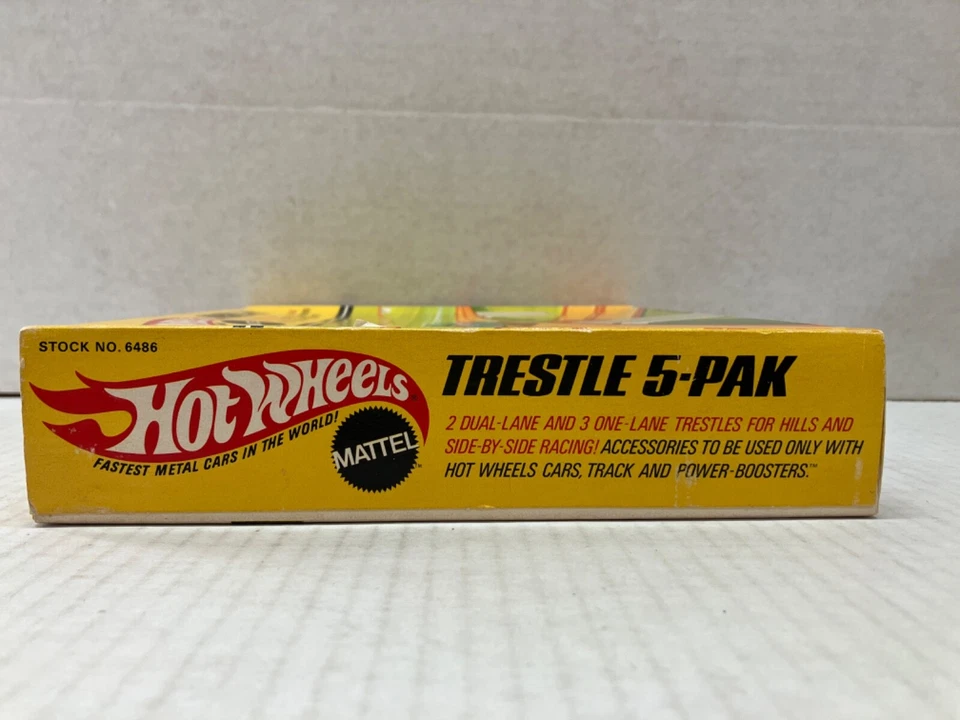 STOCK NO. 6486
Hot Wheels
FASTEST METAL CARS IN THE WORLD!
MATTEL
TRESTLE 5-PAK
2 DUAL-LANE AND 3 ONE-LANE TRESTLES FOR HILLS AND
SIDE-BY-SIDE RACING! ACCESSORIES TO BE USED ONLY WITH
HOT WHEELS CARS, TRACK AND POWER-BOOSTERS.™